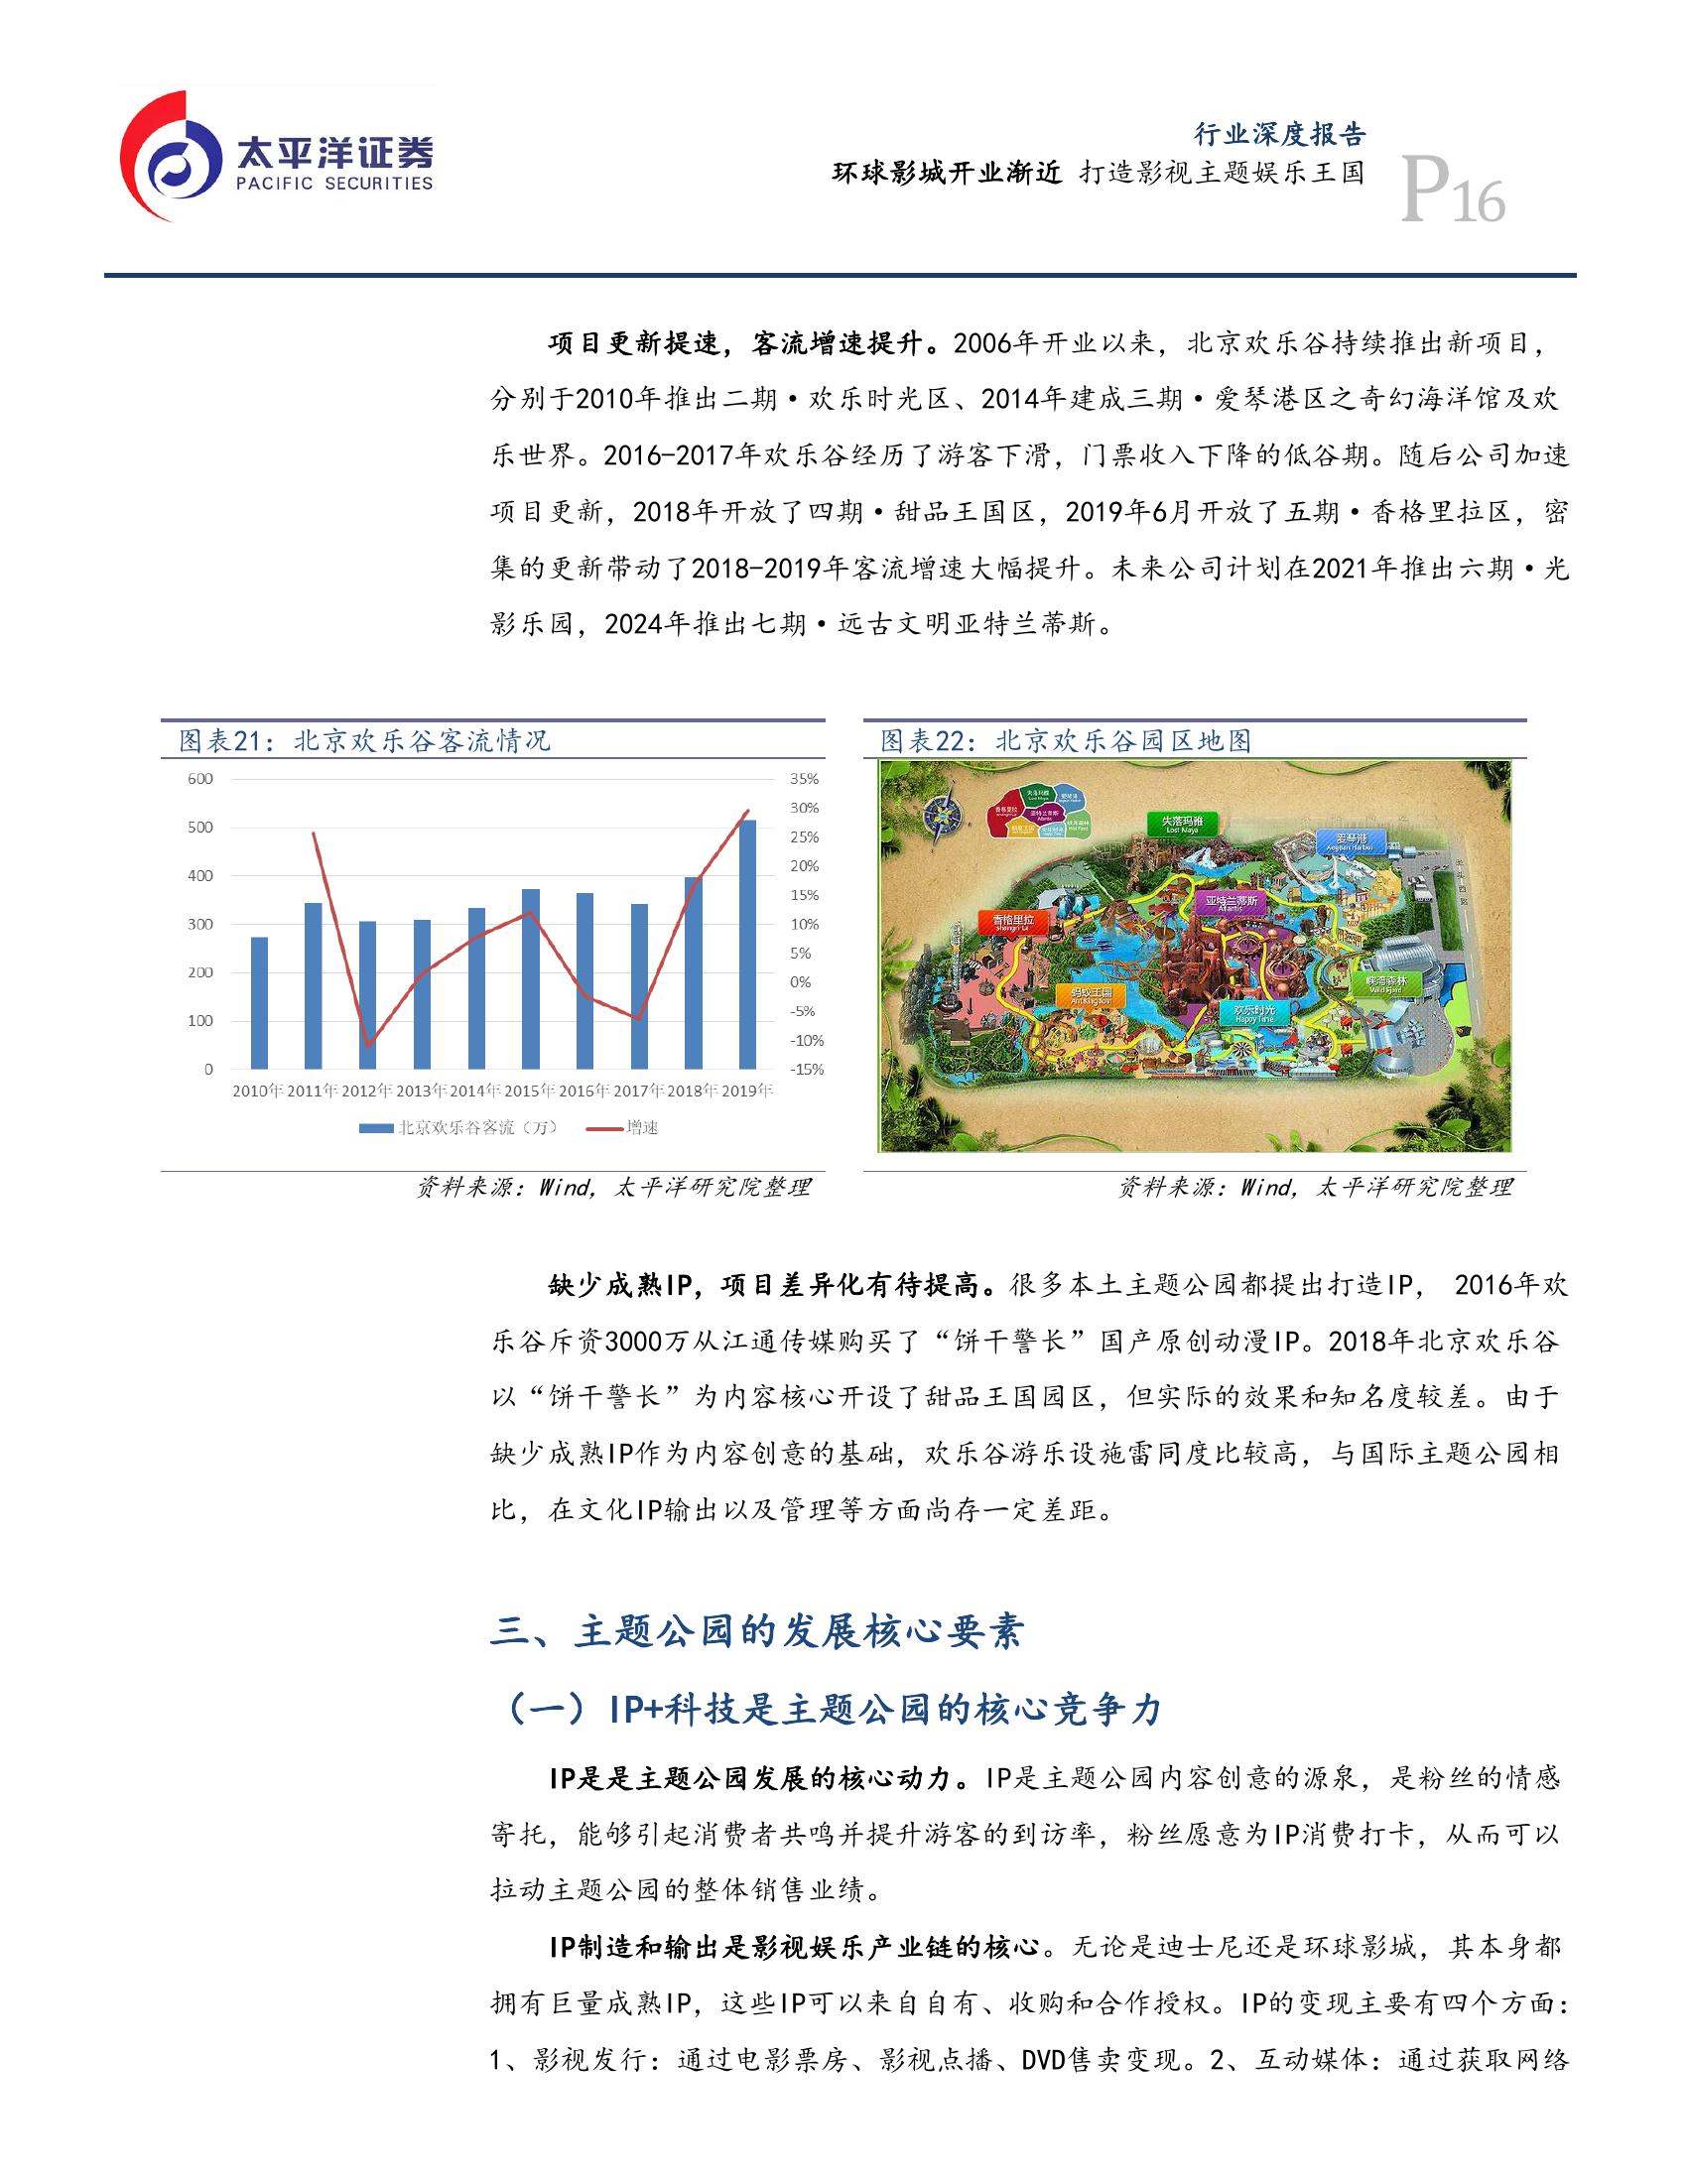 太平洋证券
PACIFIC SECURITIES
行业深度报告
环球影城开业渐近 打造影视主题娱乐王国
P16
项目更新提速，客流增速提升。2006年开业以来，北京欢乐谷持续推出新项目，
分别于2010年推出二期·欢乐时光区、2014年建成三期·爱琴港区之奇幻海洋馆及欢
乐世界。2016-2017年欢乐谷经历了游客下滑，门票收入下降的低谷期。随后公司加速
项目更新，2018年开放了四期·甜品王国区，2019年6月开放了五期·香格里拉区，密
集的更新带动了2018-2019年客流增速大幅提升。未来公司计划在2021年推出六期·光
影乐园，2024年推出七期·远古文明亚特兰蒂斯。
图表21：北京欢乐谷客流情况
600
500
400
300
200
100
0
35%
30%
25%
20%
15%
10%
5%
0%
-5%
-10%
-15%
2010年 2011年 2012年 2013年 2014年 2015年 2016年 2017年 2018年 2019年
北京欢乐谷客流（万） 增速
资料来源：Wind，太平洋研究院整理
图表22：北京欢乐谷园区地图
失落玛雅
Lost Maya
爱琴港
Aegean Harbor
亚特兰蒂斯
Atlantis
香格里拉
Shangri-La
蚂蚁王国
Ant Kingdom
欢乐时光
Happy Time
峡湾森林
Wild Fjord
资料来源：Wind，太平洋研究院整理
缺少成熟IP，项目差异化有待提高。很多本土主题公园都提出打造IP， 2016年欢
乐谷斥资3000万从江通传媒购买了“饼干警长”国产原创动漫IP。2018年北京欢乐谷
以“饼干警长”为内容核心开设了甜品王国园区，但实际的效果和知名度较差。由于
缺少成熟IP作为内容创意的基础，欢乐谷游乐设施雷同度比较高，与国际主题公园相
比，在文化IP输出以及管理等方面尚存一定差距。
三、主题公园的发展核心要素
（一）IP+科技是主题公园的核心竞争力
IP是是主题公园发展的核心动力。IP是主题公园内容创意的源泉，是粉丝的情感
寄托，能够引起消费者共鸣并提升游客的到访率，粉丝愿意为IP消费打卡，从而可以
拉动主题公园的整体销售业绩。
IP制造和输出是影视娱乐产业链的核心。无论是迪士尼还是环球影城，其本身都
拥有巨量成熟IP，这些IP可以来自自有、收购和合作授权。IP的变现主要有四个方面：
1、影视发行：通过电影票房、影视点播、DVD售卖变现。2、互动媒体：通过获取网络